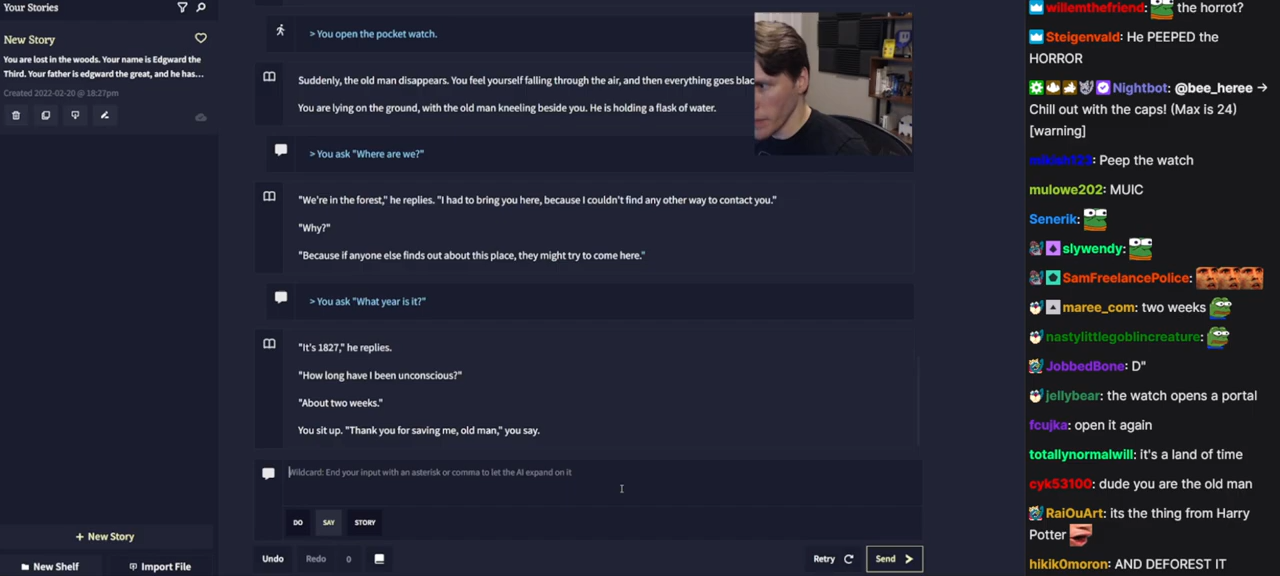 Your Stories
New Story
You are lost in the woods. Your name is Edgward the
Third. Your father is edgward the great, and he has...
Created 2022-02-20 @ 18:27pm
+ New Story
New Shelf
Import File
> You open the pocket watch.
Suddenly, the old man disappears. You feel yourself falling through the air, and then everything goes blac
You are lying on the ground, with the old man kneeling beside you. He is holding a flask of water.
> You ask "Where are we?"
"We're in the forest," he replies. "I had to bring you here, because I couldn't find any other way to contact you."
"Why?"
"Because if anyone else finds out about this place, they might try to come here."
> You ask "What year is it?"
"It's 1827," he replies.
"How long have I been unconscious?"
"About two weeks."
You sit up. "Thank you for saving me, old man," you say.
Wildcard: End your input with an asterisk or comma to let the AI expand on it
DO
SAY
STORY
Undo
Redo
0
Retry
Send
willemthefriend: the horrot?
Steigenvald: He PEEPED the
HORROR
Nightbot: @bee_heree →
Chill out with the caps! (Max is 24)
[warning]
Peep the watch
mulowe202: MUIC
Senerik:
slywendy:
SamFreelancePolice:
maree_com: two weeks
nastylittlegoblincreature:
JobbedBone: D"
jellybear: the watch opens a portal
fcujka: open it again
totallynormalwill: it's a land of time
cyk53100: dude you are the old man
RaiOuArt: its the thing from Harry
Potter
hikik0moron: AND DEFOREST IT